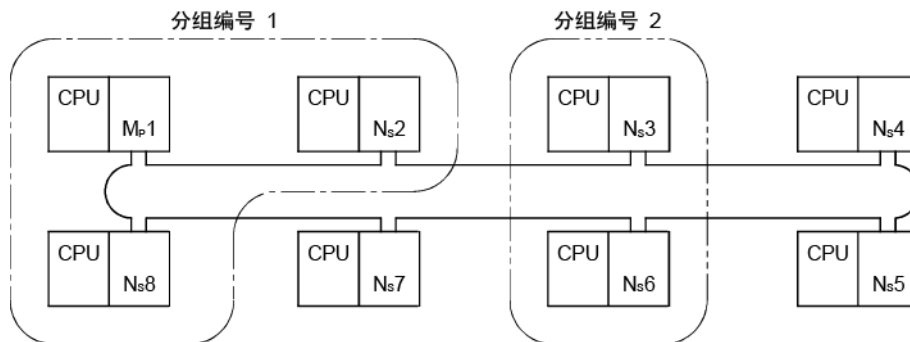 分组编号 1 分组编号 2
CPU MP1 CPU NS2 CPU NS3 CPU NS4
CPU NS8 CPU NS7 CPU NS6 CPU NS5